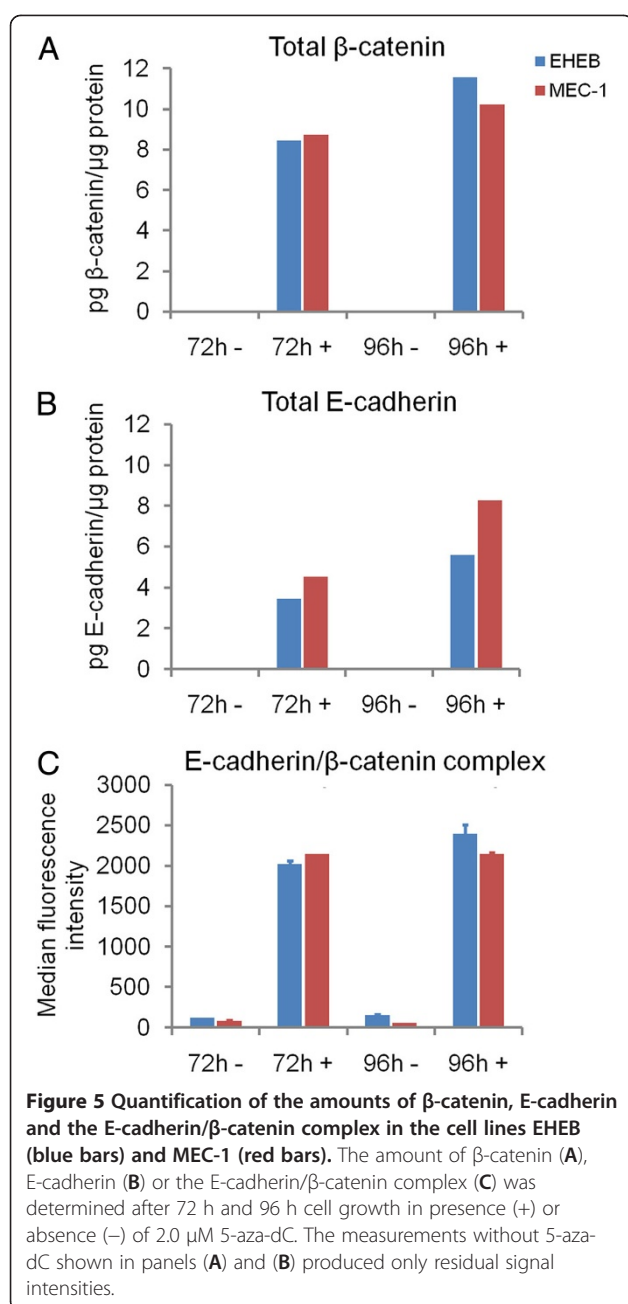 A
Total β-catenin
EHEB
MEC-1
pg β-catenin/µg protein
12
10
8
6
4
2
0
72h - 72h + 96h - 96h +
B
Total E-cadherin
pg E-cadherin/µg protein
12
10
8
6
4
2
0
72h - 72h + 96h - 96h +
C
E-cadherin/β-catenin complex
Median fluorescence
intensity
3000
2500
2000
1500
1000
500
0
72h - 72h + 96h - 96h +
Figure 5 Quantification of the amounts of β-catenin, E-cadherin
and the E-cadherin/β-catenin complex in the cell lines EHEB
(blue bars) and MEC-1 (red bars). The amount of β-catenin (A),
E-cadherin (B) or the E-cadherin/β-catenin complex (C) was
determined after 72 h and 96 h cell growth in presence (+) or
absence (−) of 2.0 μM 5-aza-dC. The measurements without 5-aza-
dC shown in panels (A) and (B) produced only residual signal
intensities.